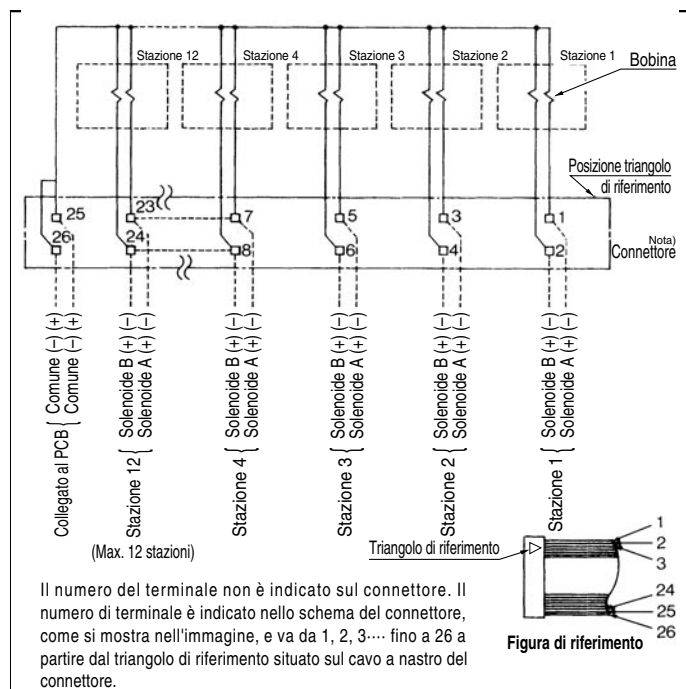 Stazione 12
Stazione 4
Stazione 3
Stazione 2
Stazione 1
Bobina
Posizione triangolo
di riferimento
25
23
7
5
3
1
26
24
8
6
4
2
Nota)
Connettore
Collegato al PCB { Comune (–) (+)
Comune (–) (+)
Stazione 12 { Solenoide B (+) (–)
Solenoide A (+) (–)
Stazione 4 { Solenoide B (+) (–)
Solenoide A (+) (–)
Stazione 3 { Solenoide B (+) (–)
Solenoide A (+) (–)
Stazione 2 { Solenoide B (+) (–)
Solenoide A (+) (–)
Stazione 1 { Solenoide B (+) (–)
Solenoide A (+) (–)
(Max. 12 stazioni)
Triangolo di riferimento
1
2
3
24
25
26
Figura di riferimento
Il numero del terminale non è indicato sul connettore. Il
numero di terminale è indicato nello schema del connettore,
come si mostra nell'immagine, e va da 1, 2, 3···· fino a 26 a
partire dal triangolo di riferimento situato sul cavo a nastro del
connettore.